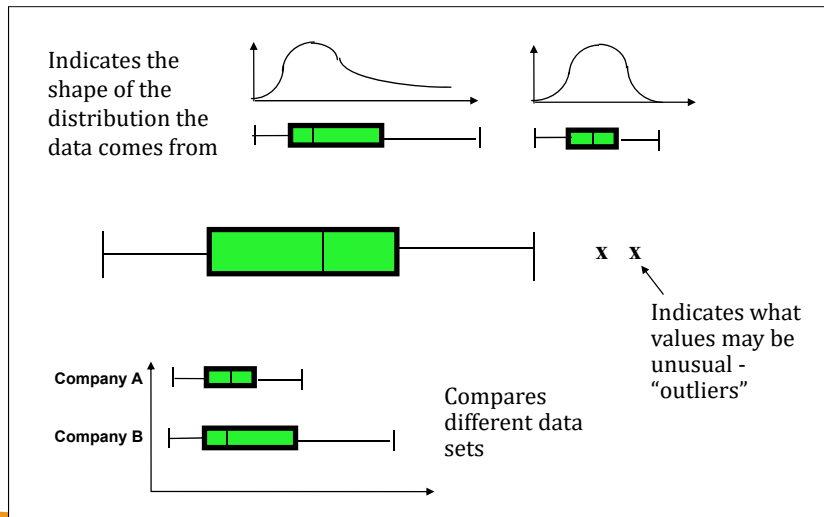 Indicates the
shape of the
distribution the
data comes from
x x
Indicates what
values may be
unusual -
“outliers”
Company A
Company B
Compares
different data
sets